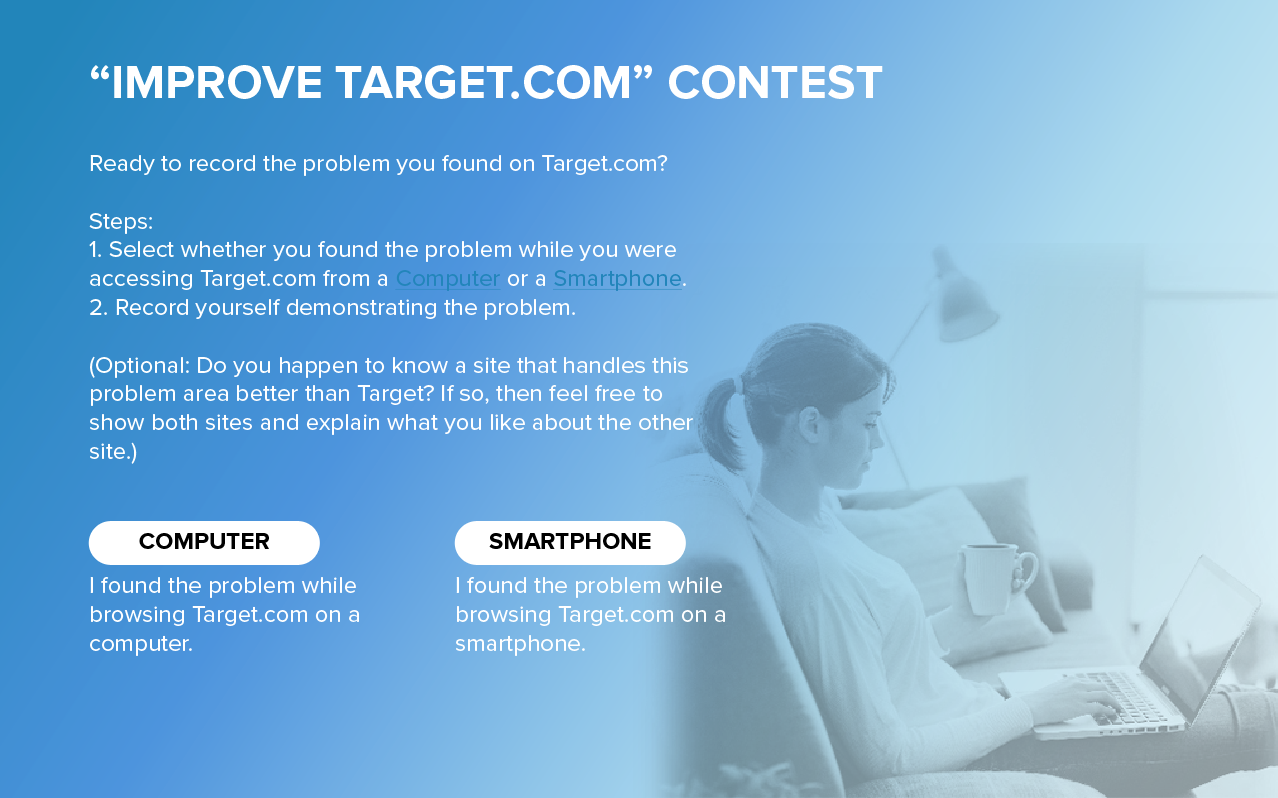 “IMPROVE TARGET.COM” CONTEST
Ready to record the problem you found on Target.com?
Steps:
1. Select whether you found the problem while you were
accessing Target.com from a Computer or a Smartphone.
2. Record yourself demonstrating the problem.
(Optional: Do you happen to know a site that handles this
problem area better than Target? If so, then feel free to
show both sites and explain what you like about the other
site.)
COMPUTER
I found the problem while
browsing Target.com on a
computer.
SMARTPHONE
I found the problem while
browsing Target.com on a
smartphone.